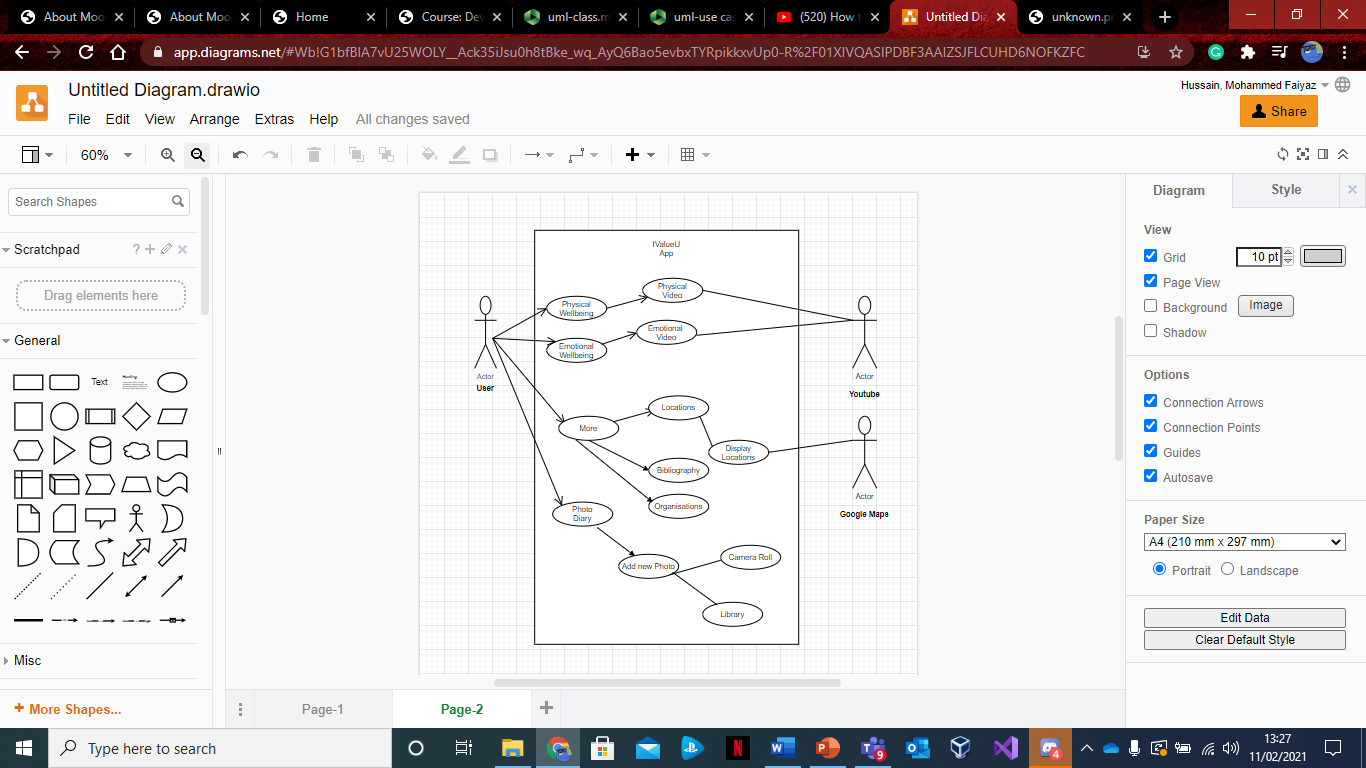 About Moo
About Moo
Home
Course: Dev
uml-class.m
uml-use cas
(520) How t
Untitled Dia
unknown.pn
app.diagrams.net/#Wb!G1bfBlA7vU25WOLY__Ack35iJsu0h8tBke_wq_AyQ6Bao5evbxTYRpikkxvUp0-R%2F01XIVQASIPDBF3AAIZSJFLCUHD6NOFKZFC
Untitled Diagram.drawio
Hussain, Mohammed Faiyaz
File Edit View Arrange Extras Help All changes saved
Share
60%
Search Shapes
Scratchpad
?
Drag elements here
General
Text
Heading
Misc
+ More Shapes...
IValueU
App
Physical
Wellbeing
Physical
Video
Emotional
Wellbeing
Emotional
Video
Actor
User
Actor
Youtube
More
Locations
Display
Locations
Bibliography
Organisations
Actor
Google Maps
Photo
Diary
Add new Photo
Camera Roll
Library
Page-1
Page-2
Diagram
Style
View
Grid
10 pt
Page View
Background
Image
Shadow
Options
Connection Arrows
Connection Points
Guides
Autosave
Paper Size
A4 (210 mm x 297 mm)
Portrait
Landscape
Edit Data
Clear Default Style
Type here to search
N
9
4
13:27
11/02/2021